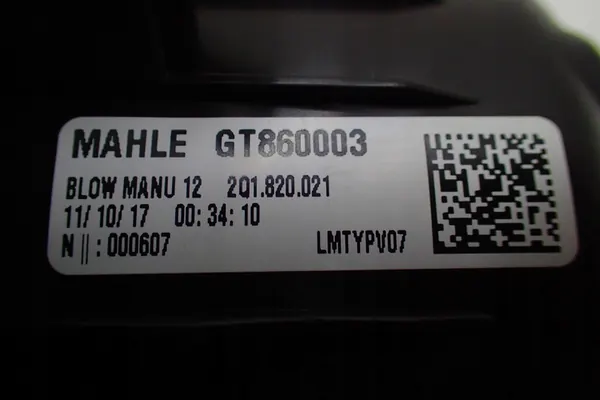 MAHLE GT860003
BLOW MANU 12 2Q1.820.021
11/10/17 00:34:10
N ||: 000607 LMTYPV07